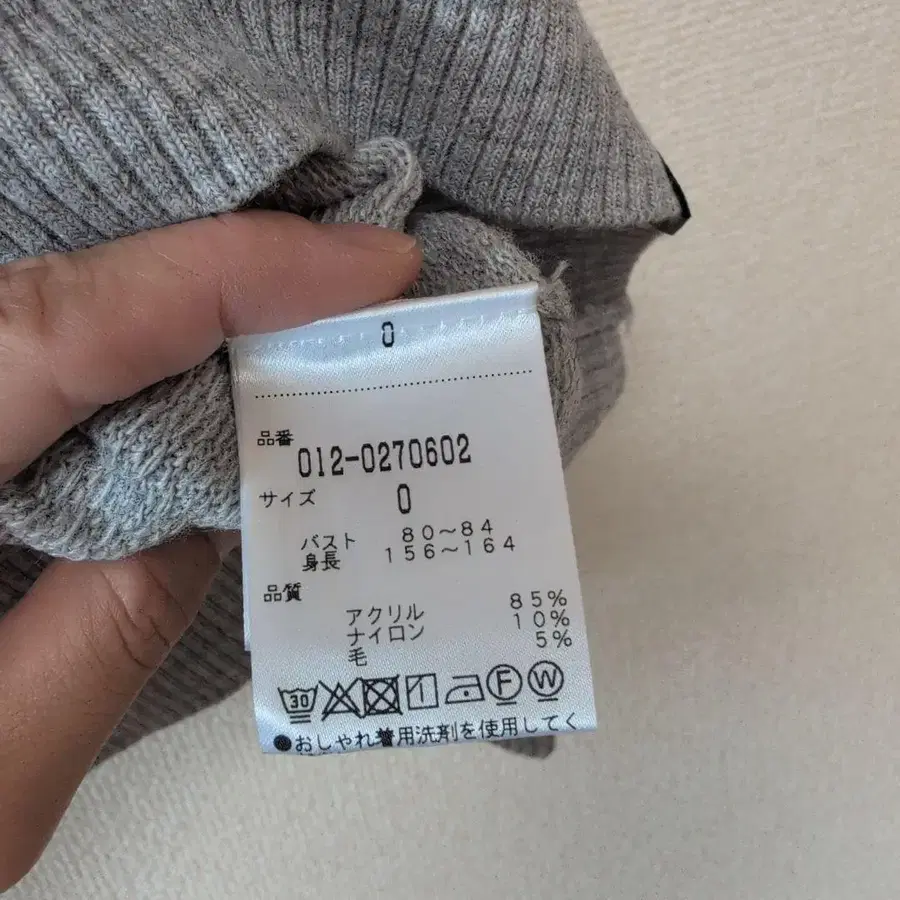 0
品番
012-0270602
サイズ 0
バスト 80～84
身長 156～164
品質
アクリル 85%
ナイロン 10%
毛 5%
30 F W
●おしゃれ着用洗剤を使用してく